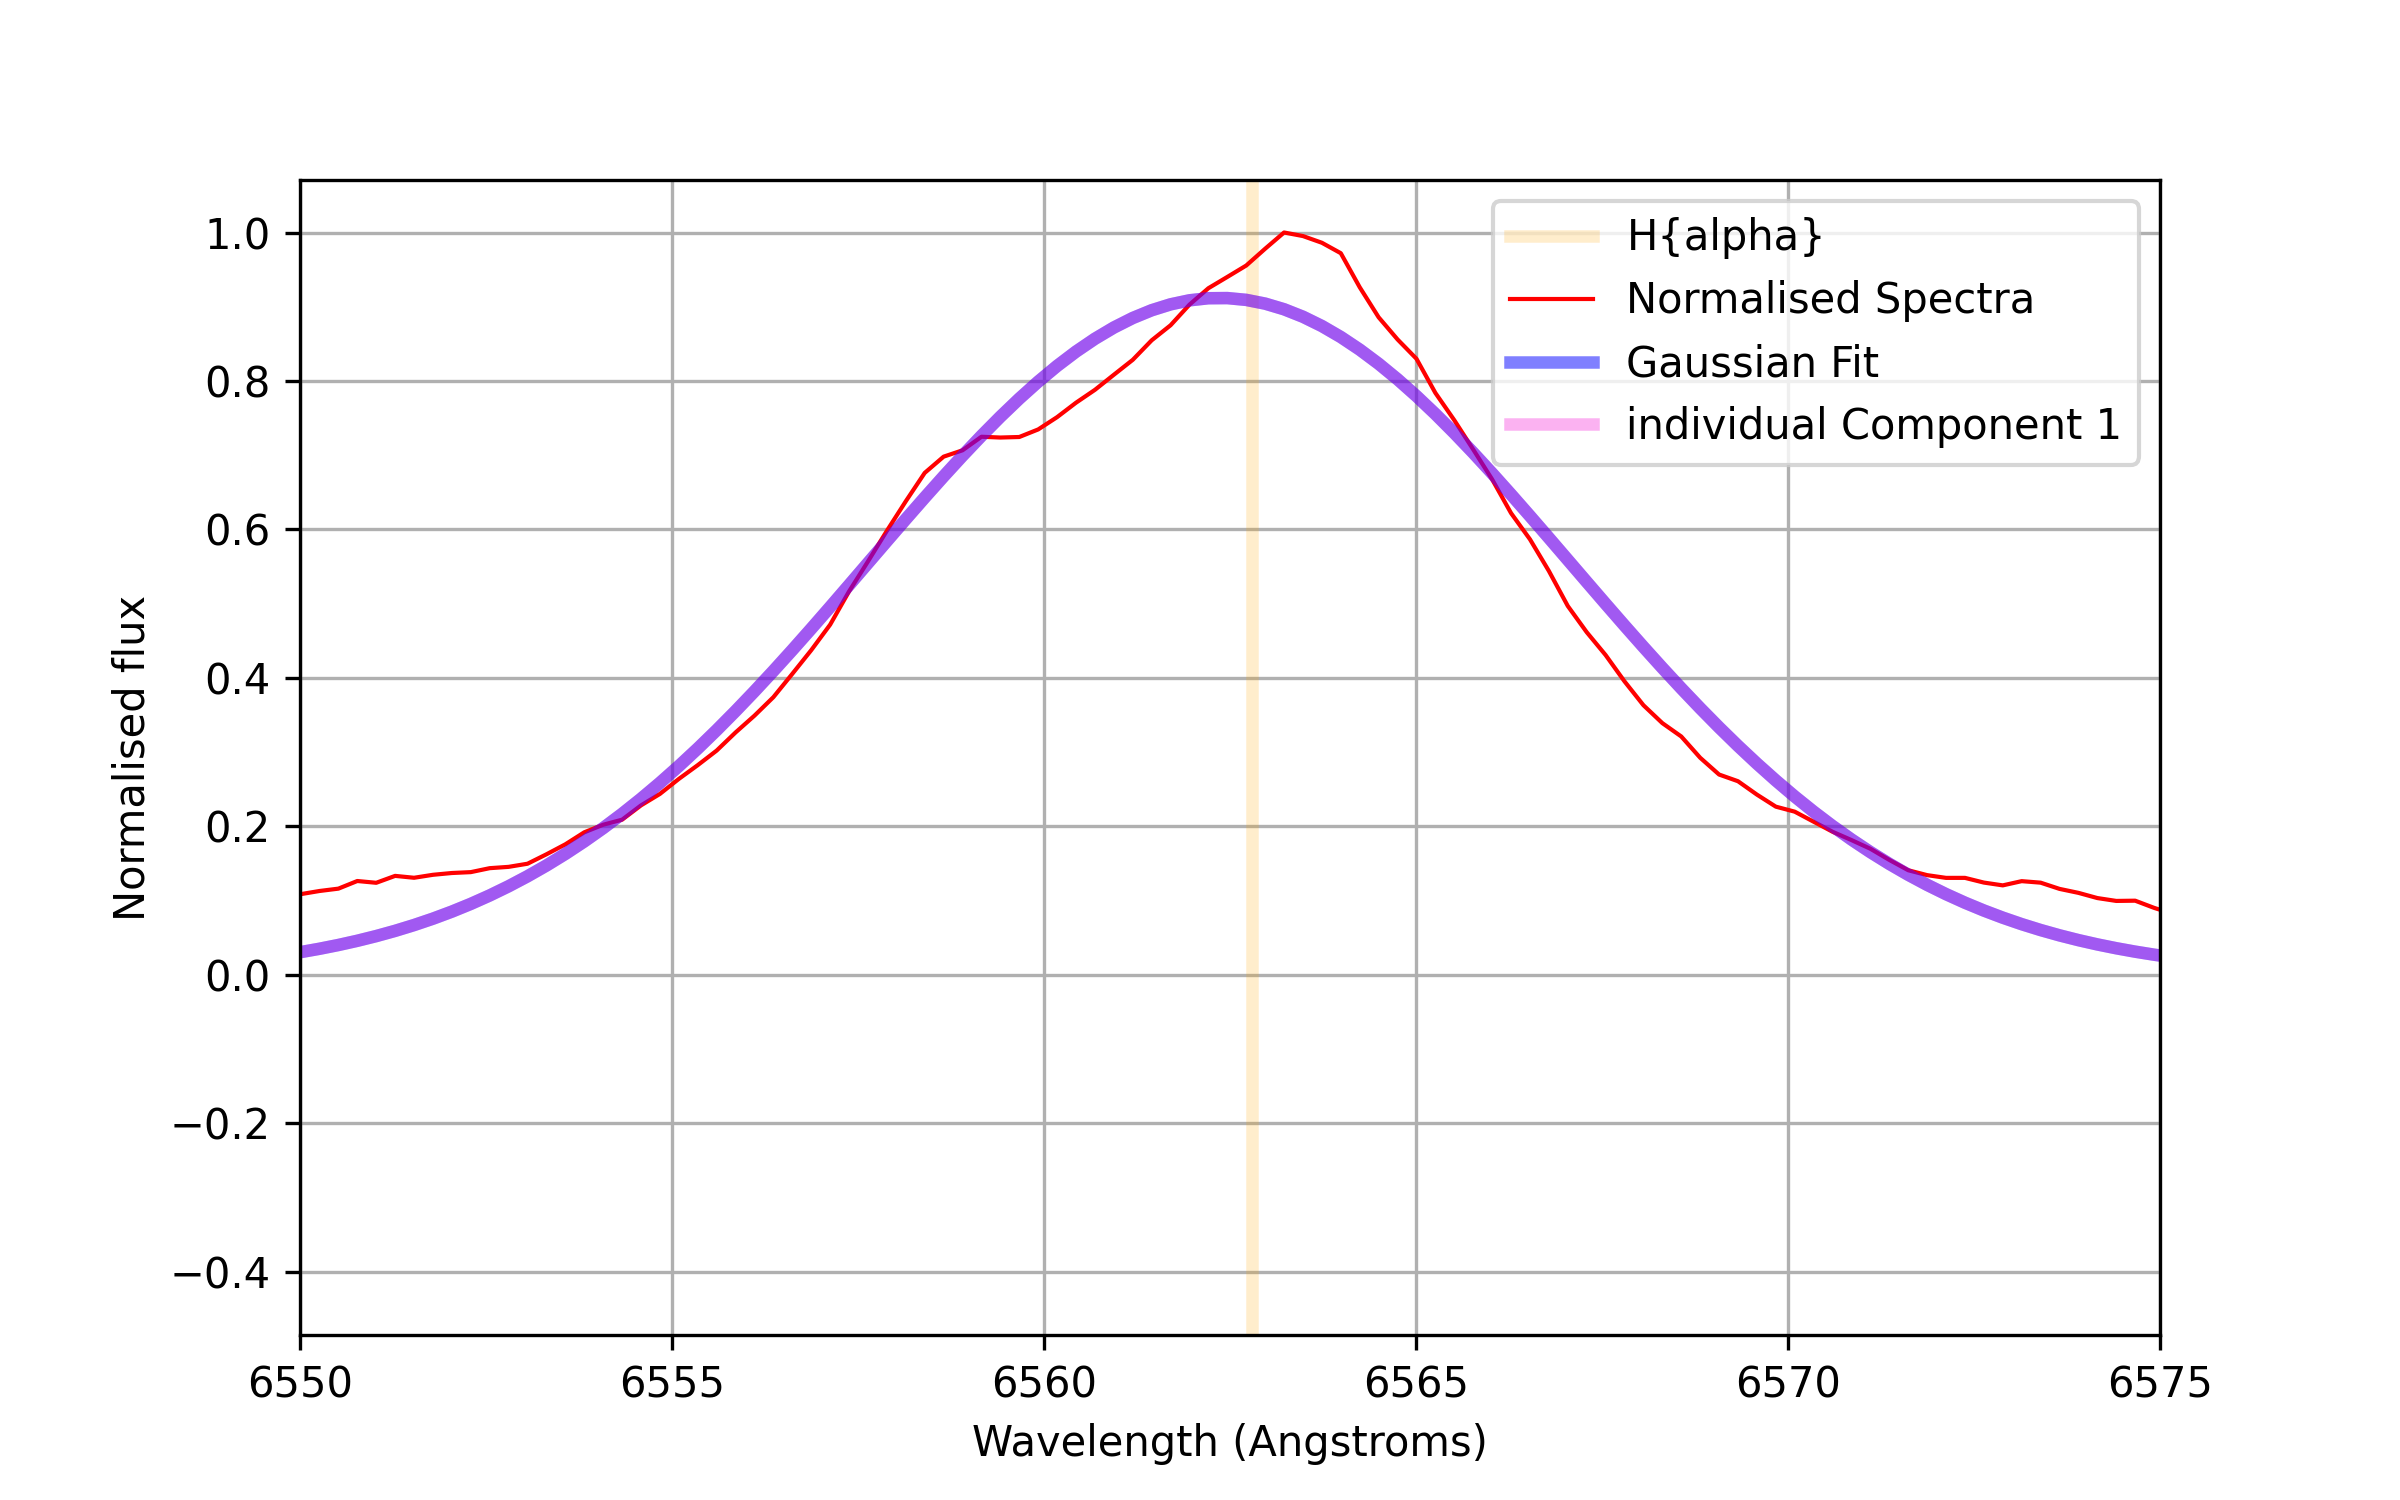 H{alpha}
Normalised Spectra
Gaussian Fit
individual Component 1
Normalised flux
1.0
0.8
0.6
0.4
0.2
0.0
−0.2
−0.4
6550 6555 6560 6565 6570 6575
Wavelength (Angstroms)